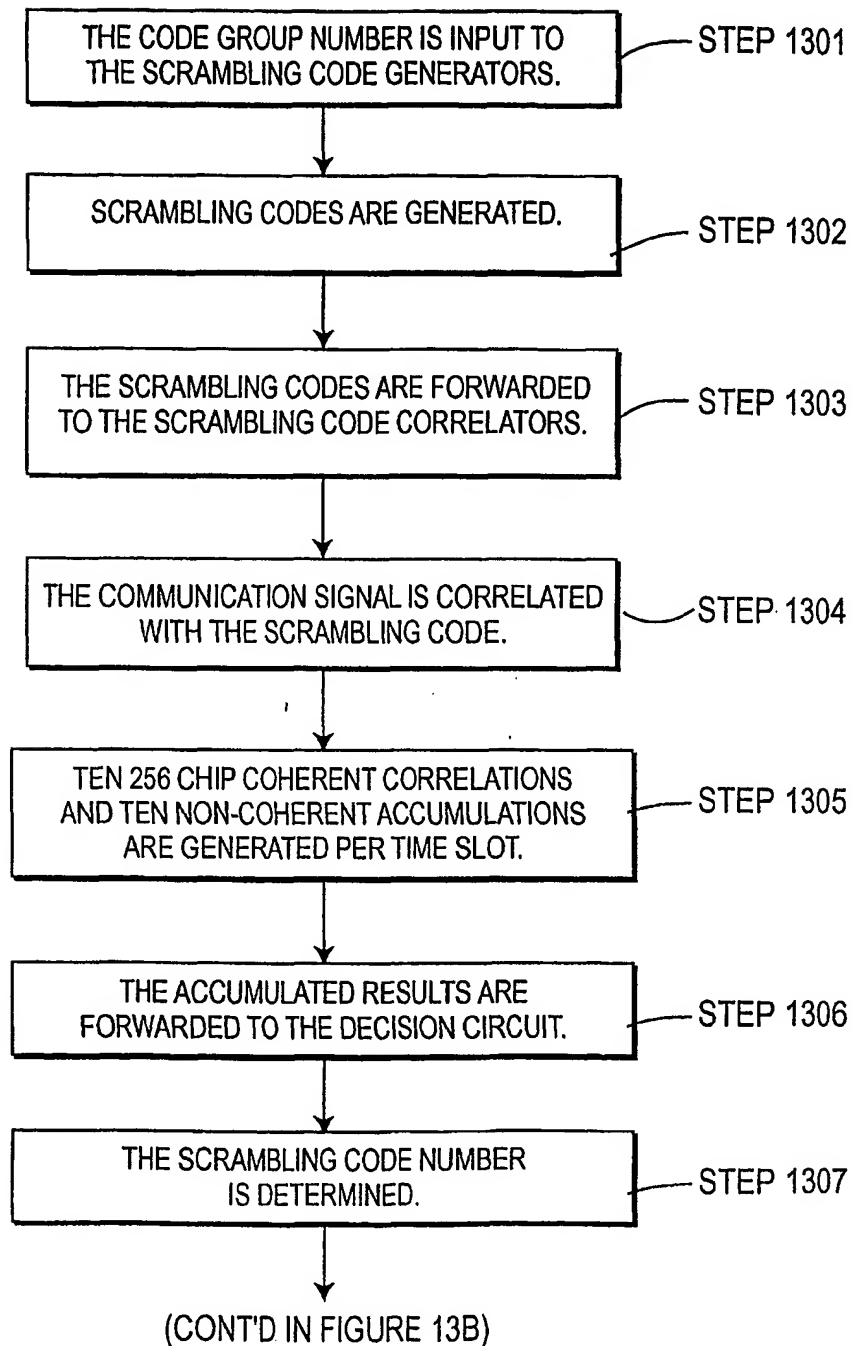 THE CODE GROUP NUMBER IS INPUT TO
THE SCRAMBLING CODE GENERATORS.
STEP 1301
SCRAMBLING CODES ARE GENERATED.
STEP 1302
THE SCRAMBLING CODES ARE FORWARDED
TO THE SCRAMBLING CODE CORRELATORS.
STEP 1303
THE COMMUNICATION SIGNAL IS CORRELATED
WITH THE SCRAMBLING CODE.
STEP 1304
TEN 256 CHIP COHERENT CORRELATIONS
AND TEN NON-COHERENT ACCUMULATIONS
ARE GENERATED PER TIME SLOT.
STEP 1305
THE ACCUMULATED RESULTS ARE
FORWARDED TO THE DECISION CIRCUIT.
STEP 1306
THE SCRAMBLING CODE NUMBER
IS DETERMINED.
STEP 1307
(CONT'D IN FIGURE 13B)